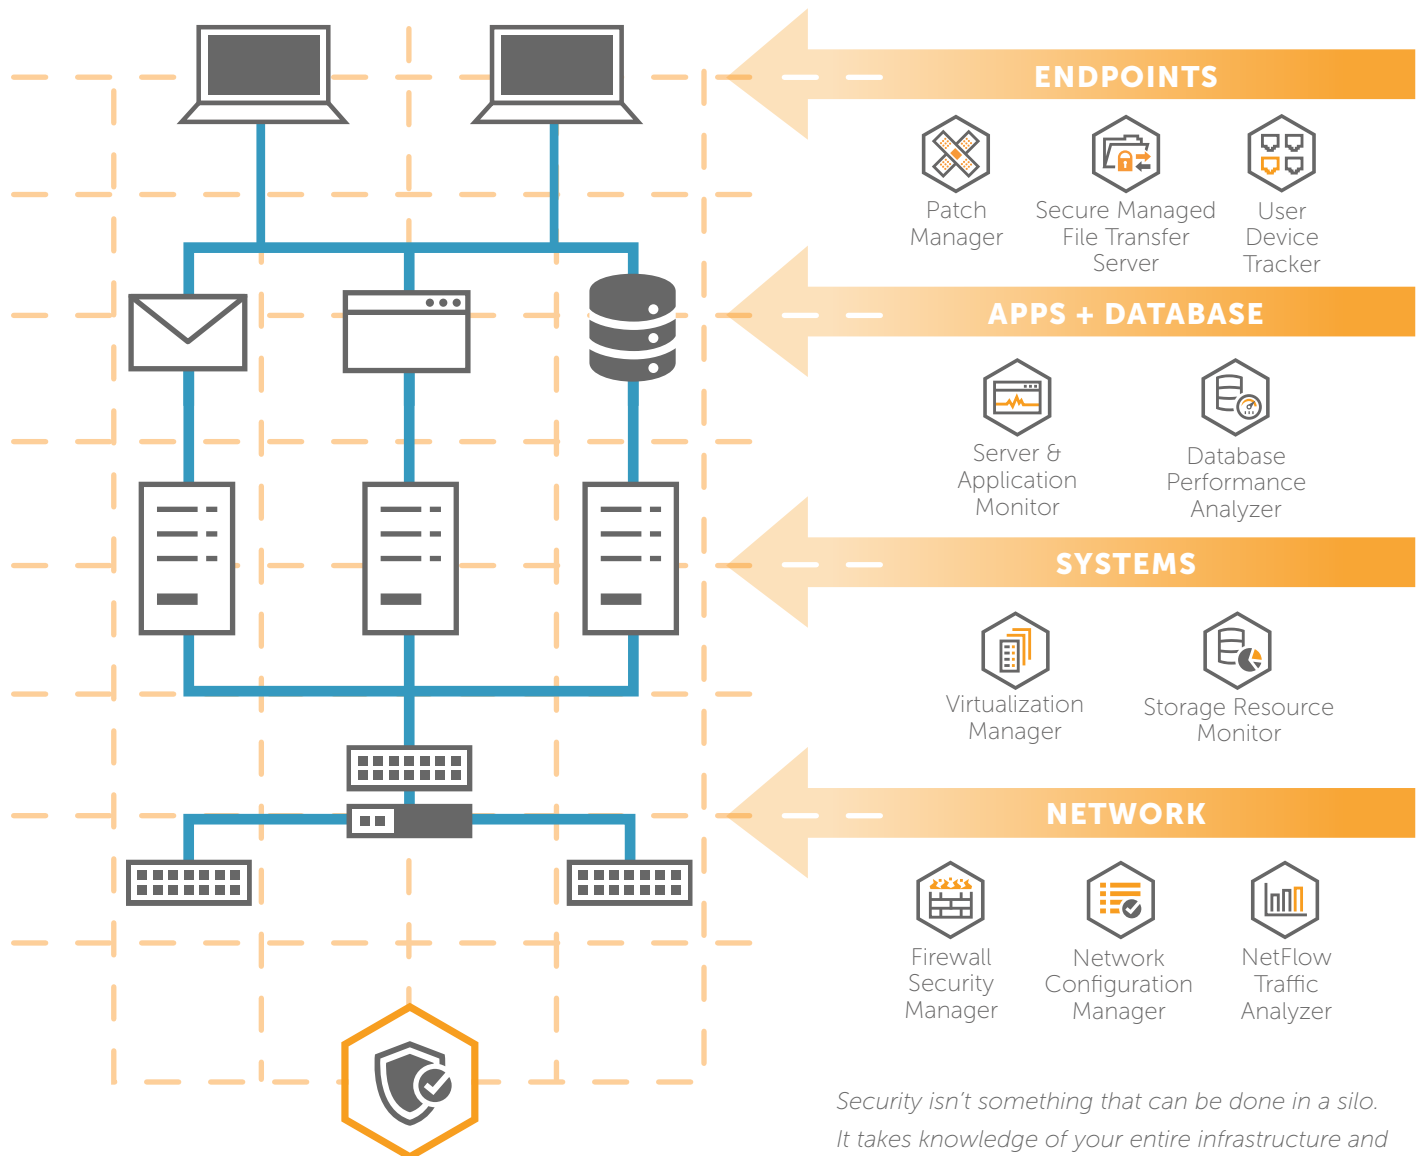 ENDPOINTS
Patch
Manager
Secure Managed
File Transfer
Server
User
Device
Tracker
APPS + DATABASE
Server &
Application
Monitor
Database
Performance
Analyzer
SYSTEMS
Virtualization
Manager
Storage Resource
Monitor
NETWORK
Firewall
Security
Manager
Network
Configuration
Manager
NetFlow
Traffic
Analyzer
Security isn't something that can be done in a silo.
It takes knowledge of your entire infrastructure and